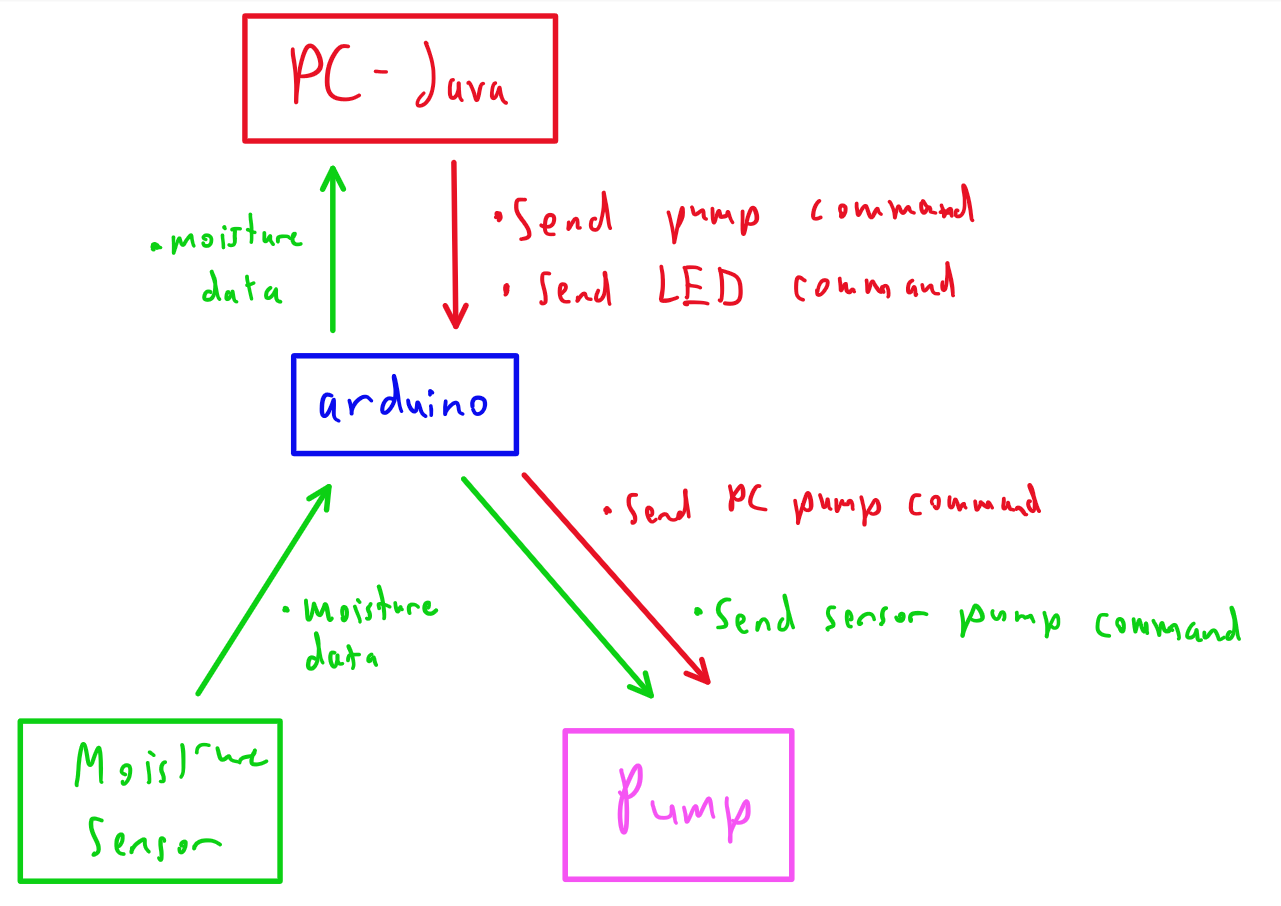 PC - Java
• moisture
data
• Send pump command
• Send LED command
arduino
• Send PC pump command
• moisture
data
• Send sensor pump command
Moisture
Sensor
Pump